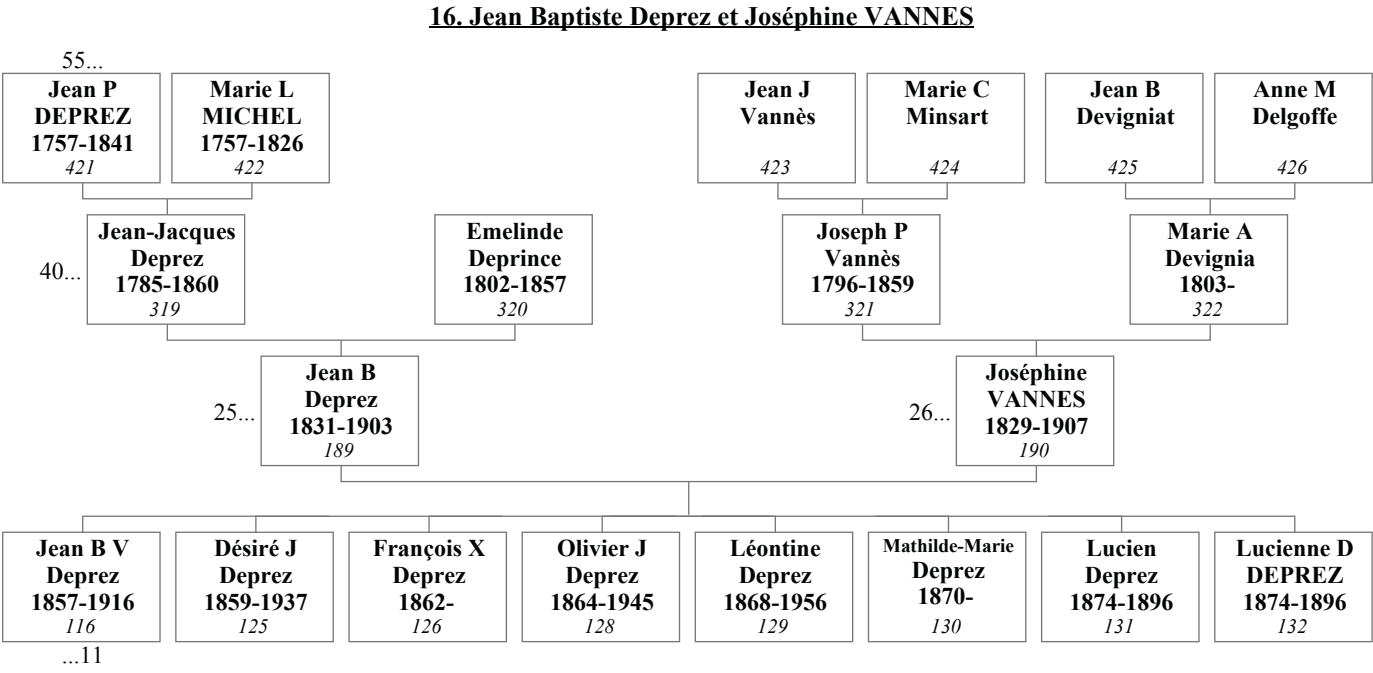 16. Jean Baptiste Deprez et Joséphine VANNES
55...
Jean P
DEPREZ
1757-1841
421
Marie L
MICHEL
1757-1826
422
Jean J
Vannès
423
Marie C
Minsart
424
Jean B
Devigniat
425
Anne M
Delgoffe
426
40...
Jean-Jacques
Deprez
1785-1860
319
Emelinde
Deprince
1802-1857
320
Joseph P
Vannès
1796-1859
321
Marie A
Devignia
1803-
322
25...
Jean B
Deprez
1831-1903
189
26...
Joséphine
VANNES
1829-1907
190
Jean B V
Deprez
1857-1916
116
Désiré J
Deprez
1859-1937
125
François X
Deprez
1862-
126
Olivier J
Deprez
1864-1945
128
Léontine
Deprez
1868-1956
129
Mathilde-Marie
Deprez
1870-
130
Lucien
Deprez
1874-1896
131
Lucienne D
DEPREZ
1874-1896
132
...11